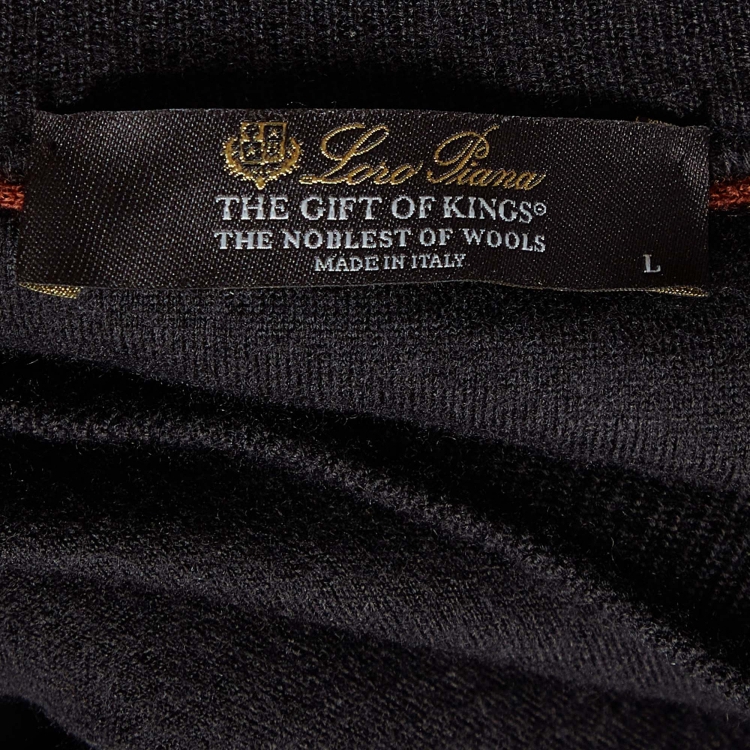 Loro Piana
THE GIFT OF KINGS®
THE NOBLEST OF WOOLS
MADE IN ITALY
L